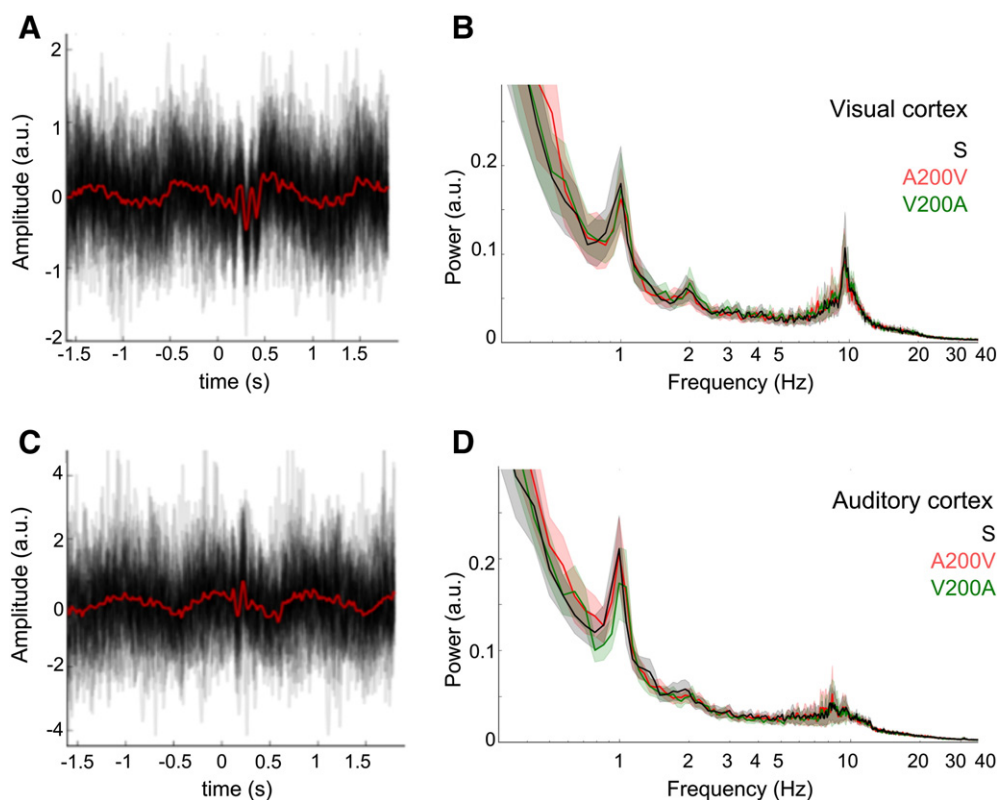 A
2
1
0
-1
-2
Amplitude (a.u.)
-1.5 -1 -0.5 0 0.5 1 1.5
time (s)
B
Visual cortex
S
A200V
V200A
0.2
0.1
0
Power (a.u.)
1 2 3 4 5 10 20 30 40
Frequency (Hz)
C
4
2
0
-2
-4
Amplitude (a.u.)
-1.5 -1 -0.5 0 0.5 1 1.5
time (s)
D
Auditory cortex
S
A200V
V200A
0.2
0.1
0
Power (a.u.)
1 2 3 4 5 10 20 30 40
Frequency (Hz)